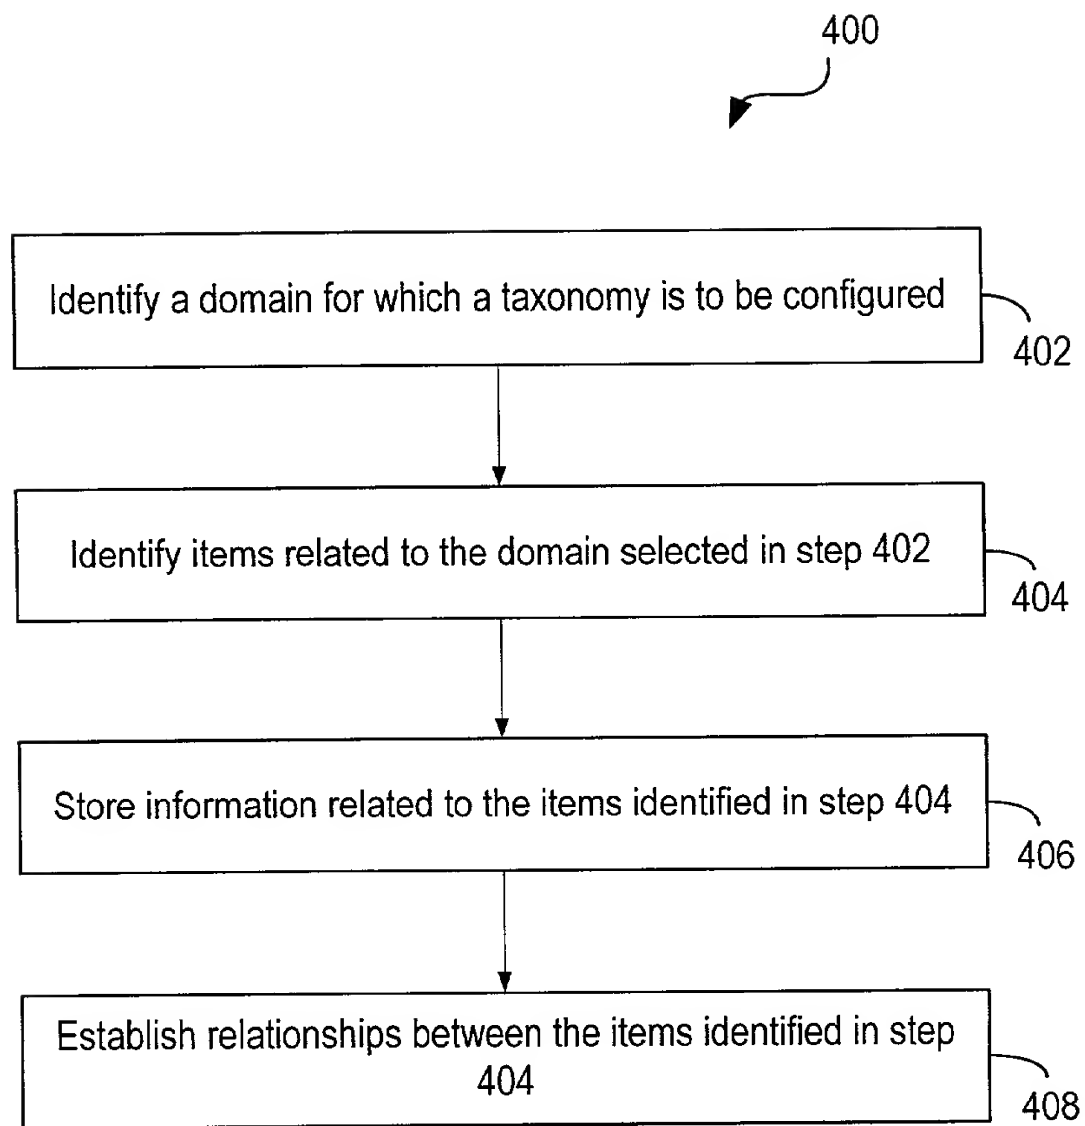 400
Identify a domain for which a taxonomy is to be configured
402
Identify items related to the domain selected in step 402
404
Store information related to the items identified in step 404
406
Establish relationships between the items identified in step
404
408